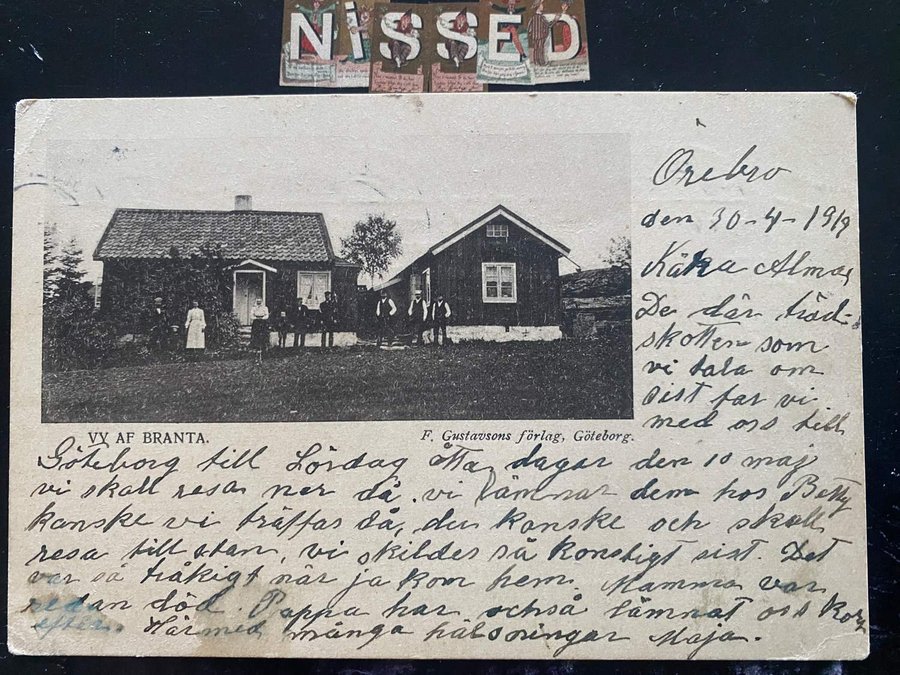 NiSSED
Örebro
den 30-4-1919
Kära Alma,
De där träd-
skotten som
vi tala om
sist tar vi
med oss till
VY AF BRANTA.
F. Gustavsons förlag, Göteborg.
Göteborg till Lördag åtta dagar den 10 maj
vi skall resa ner då. vi lämnar dem hos Betty
kanske vi träffas då, du kanske och skall
resa till stan, vi skildes så konstigt sist. Det
var så tråkigt när ja kom hem. Mamma var
redan död. Pappa har också lämnat oss kort
efter. Härmed många hälsningar Maja.